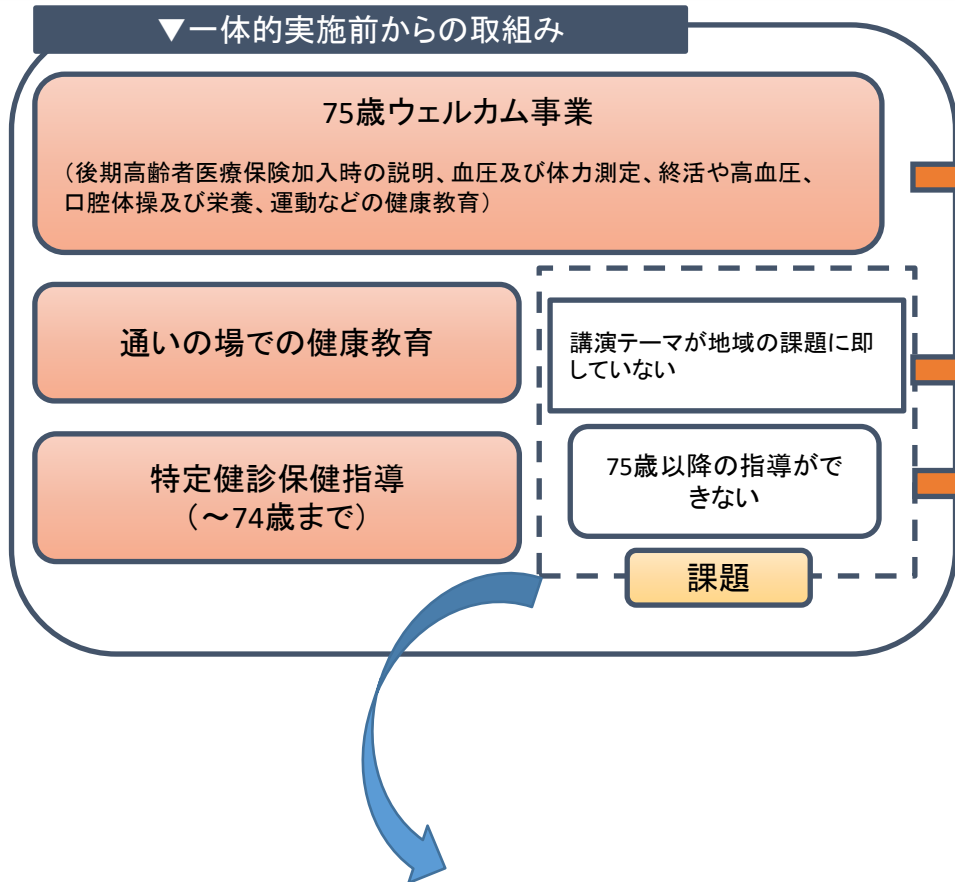 ▼一体的実施前からの取組み
75歳ウェルカム事業
（後期高齢者医療保険加入時の説明、血圧及び体力測定、終活や高血圧、
口腔体操及び栄養、運動などの健康教育）
通いの場での健康教育
講演テーマが地域の課題に即
していない
特定健診保健指導
（～74歳まで）
75歳以降の指導がで
きない
課題